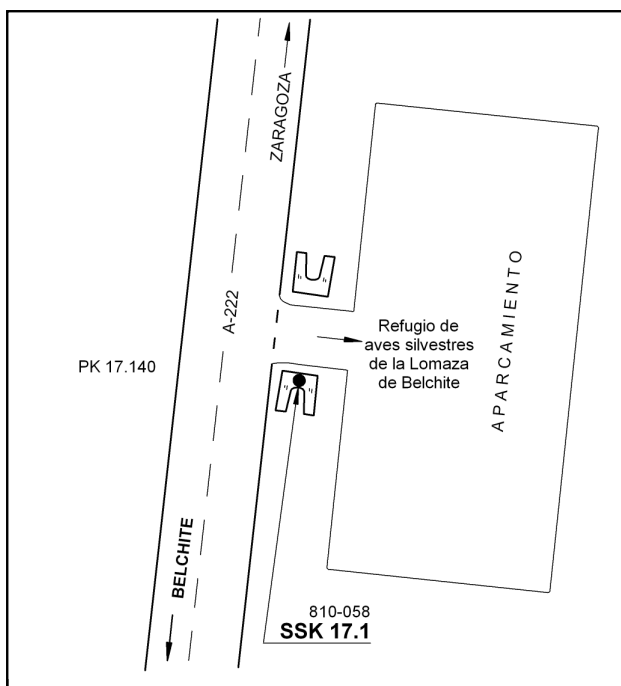 ZARAGOZA
A-222
APARCAMIENTO
Refugio de
aves silvestres
de la Lomaza
de Belchite
PK 17.140
BELCHITE
810-058
SSK 17.1